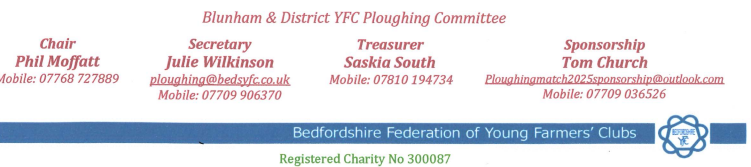 Blunham & District YFC Ploughing Committee
Chair
Phil Moffatt
Mobile: 07768 727889
Secretary
Julie Wilkinson
ploughing@bedsyfc.co.uk
Mobile: 07709 906370
Treasurer
Saskia South
Mobile: 07810 194734
Sponsorship
Tom Church
Ploughingmatch2025sponsorship@outlook.com
Mobile: 07709 036526
Bedfordshire Federation of Young Farmers' Clubs
BEDFORDSHIRE
YFC
Registered Charity No 300087